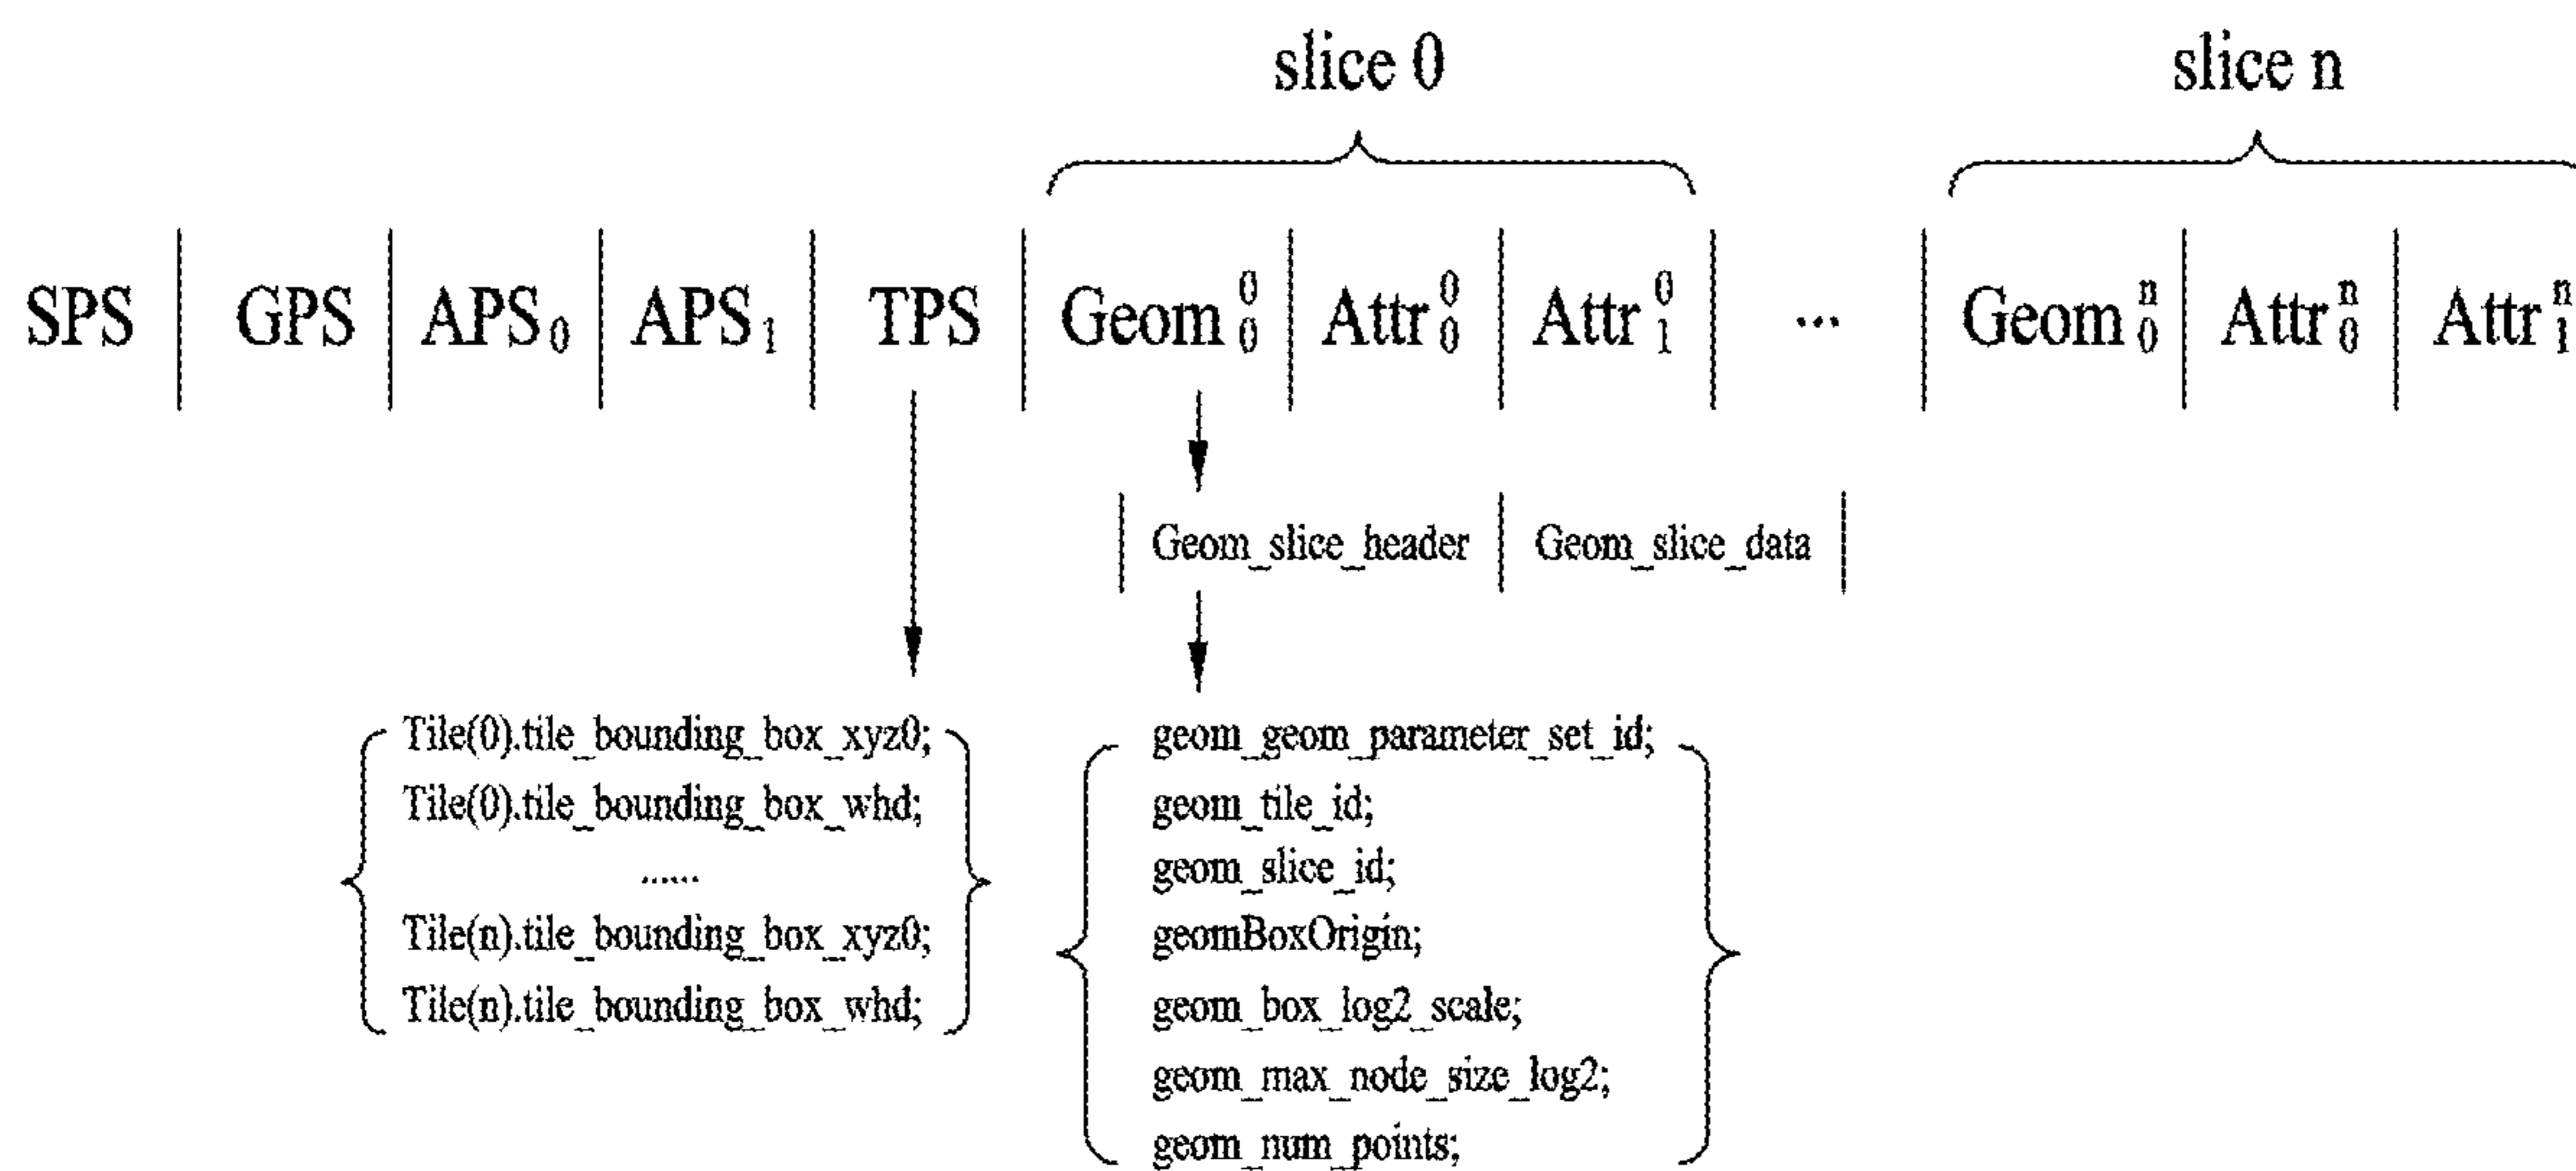 slice 0 slice n
SPS | GPS | APS₀ | APS₁ | TPS | Geom⁰₀ | Attr⁰₀ | Attr⁰₁ | ... | Geomⁿ₀ | Attrⁿ₀ | Attrⁿ₁
| Geom_slice_header | Geom_slice_data |
Tile(0).tile_bounding_box_xyz0;
Tile(0).tile_bounding_box_whd;
......
Tile(n).tile_bounding_box_xyz0;
Tile(n).tile_bounding_box_whd;
geom_geom_parameter_set_id;
geom_tile_id;
geom_slice_id;
geomBoxOrigin;
geom_box_log2_scale;
geom_max_node_size_log2;
geom_num_points;